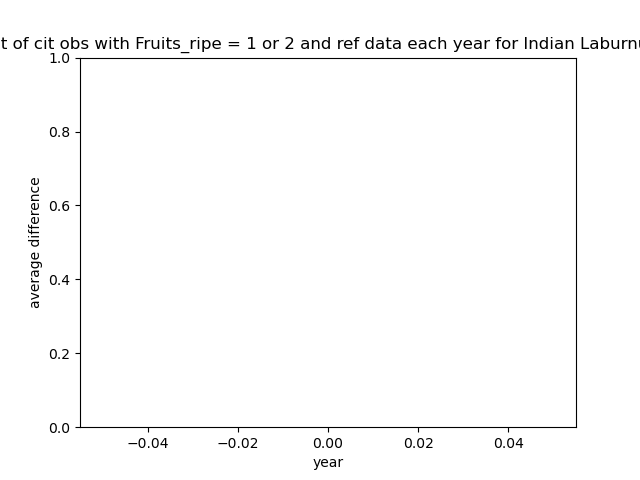 t of cit obs with Fruits_ripe = 1 or 2 and ref data each year for Indian Laburn
1.0
0.8
0.6
0.4
0.2
0.0
average difference
−0.04 −0.02 0.00 0.02 0.04
year